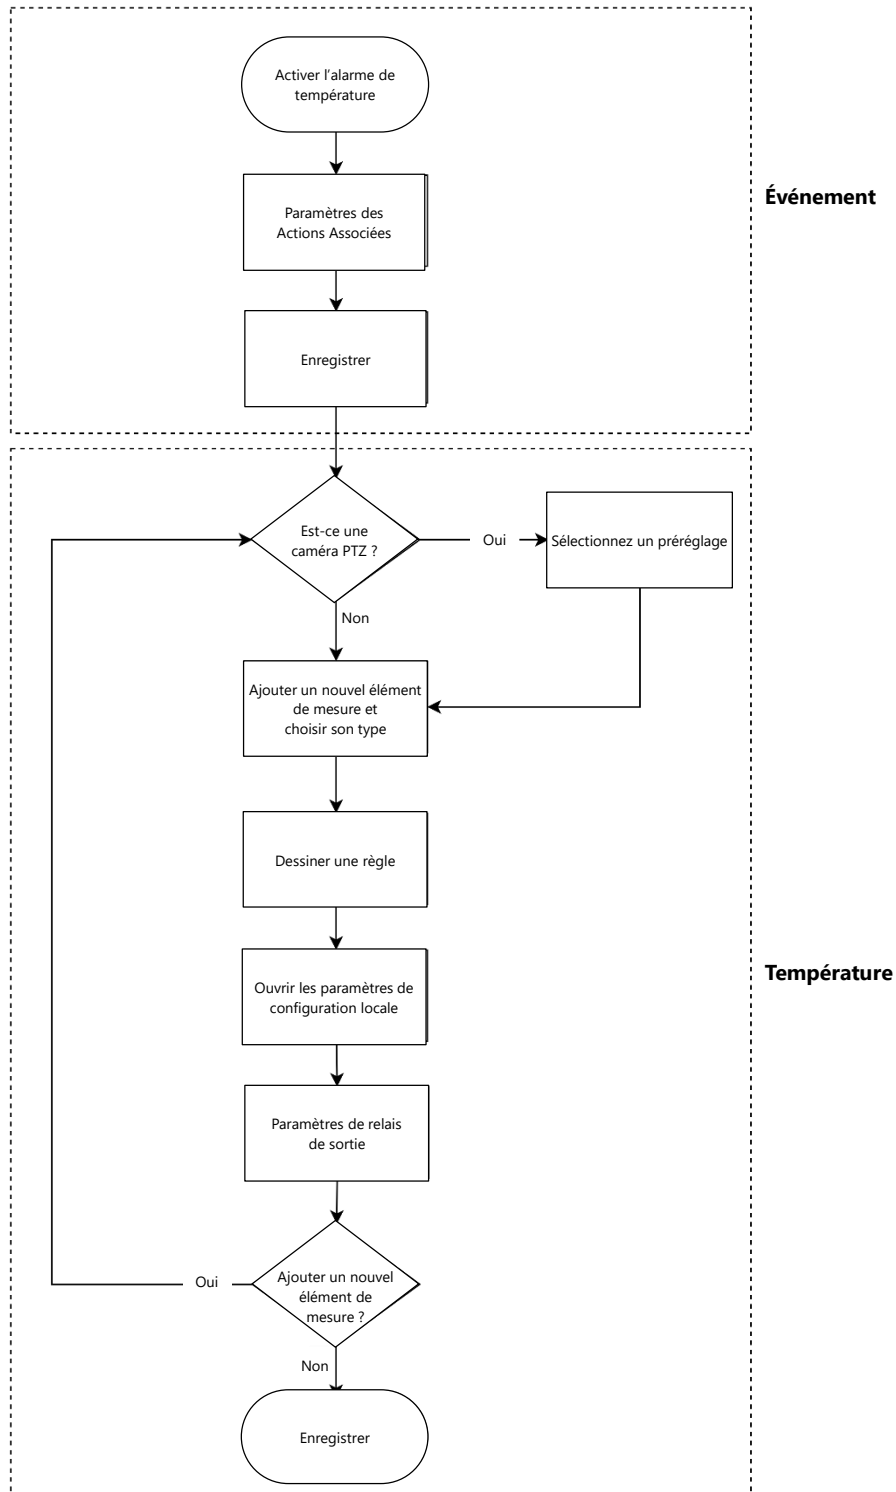 Activer l'alarme de
température
Événement
Paramètres des
Actions Associées
Enregistrer
Est-ce une
caméra PTZ ?
Oui
Sélectionnez un préréglage
Non
Ajouter un nouvel élément
de mesure et
choisir son type
Dessiner une règle
Température
Ouvrir les paramètres de
configuration locale
Paramètres de relais
de sortie
Oui
Ajouter un nouvel
élément de
mesure ?
Non
Enregistrer